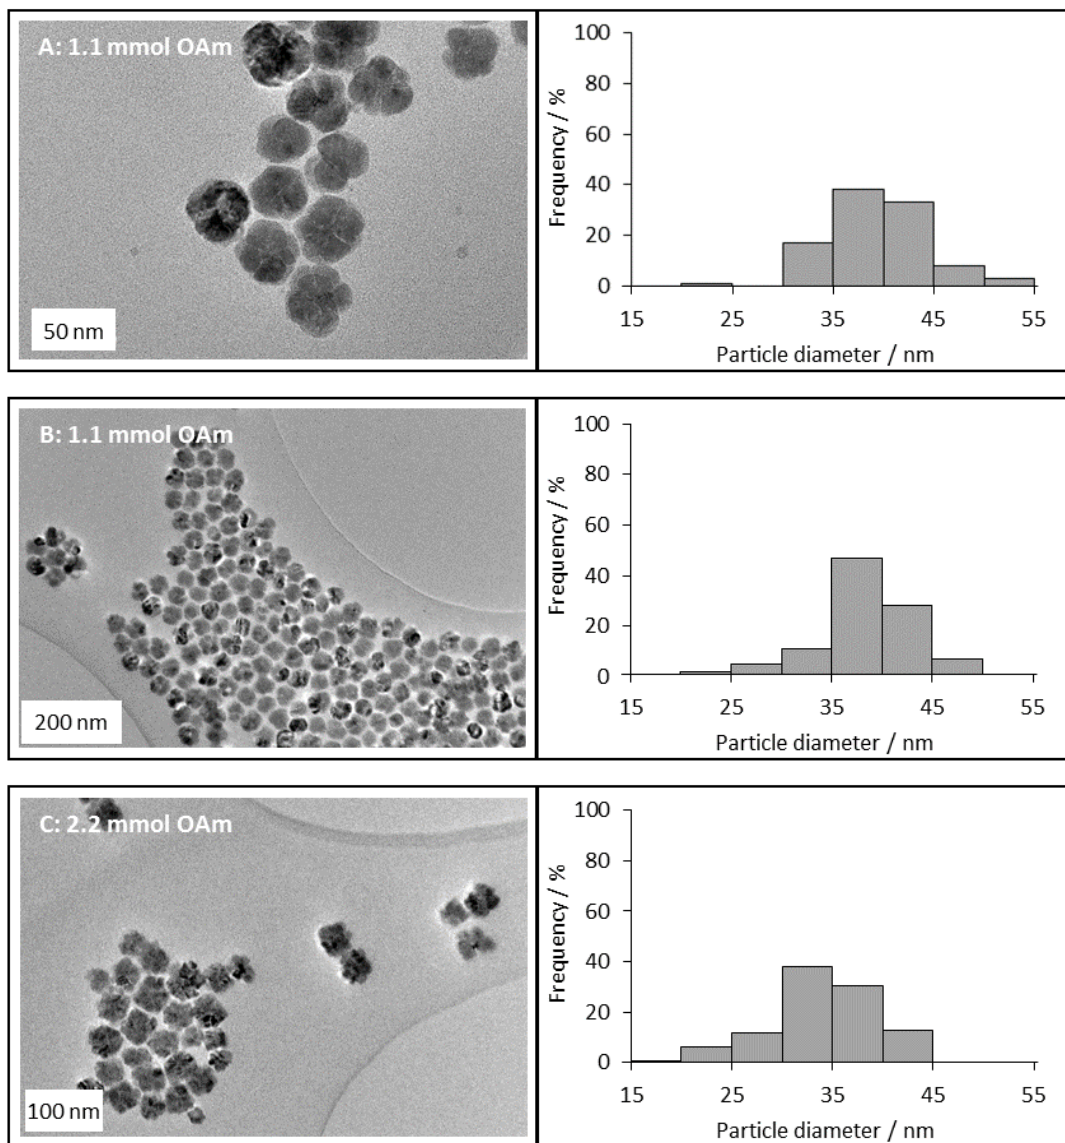 A: 1.1 mmol OAm
50 nm
Frequency / %
100
80
60
40
20
0
15 25 35 45 55
Particle diameter / nm
B: 1.1 mmol OAm
200 nm
Frequency / %
100
80
60
40
20
0
15 25 35 45 55
Particle diameter / nm
C: 2.2 mmol OAm
100 nm
Frequency / %
100
80
60
40
20
0
15 25 35 45 55
Particle diameter / nm